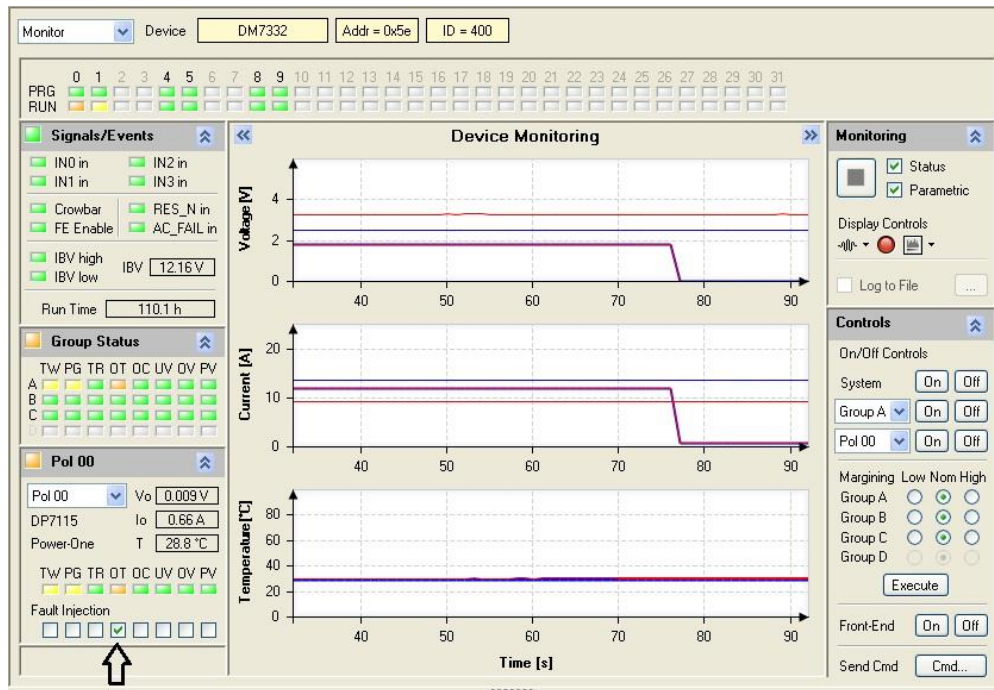 Monitor Device DM7332 Addr = 0x5e ID = 400
0 1 2 3 4 5 6 7 8 9 10 11 12 13 14 15 16 17 18 19 20 21 22 23 24 25 26 27 28 29 30 31
PRG
RUN
Signals/Events
IN0 in IN2 in
IN1 in IN3 in
Crowbar RES_N in
FE Enable AC_FAIL in
IBV high
IBV low
IBV 12.16 V
Run Time 110.1 h
Group Status
TW PG TR OT OC UV OV PV
A
B
C
D
Pol 00
Pol 00 Vo 0.009 V
DP7115 Io 0.66 A
Power-One T 28.8 °C
TW PG TR OT OC UV OV PV
Fault Injection
Device Monitoring
Voltage [V]
4
2
0
40 50 60 70 80 90
Current [A]
20
10
0
40 50 60 70 80 90
Temperature[°C]
80
60
40
20
0
40 50 60 70 80 90
Time [s]
Monitoring
Status
Parametric
Display Controls
Log to File ...
Controls
On/Off Controls
System On Off
Group A On Off
Pol 00 On Off
Margining Low Nom High
Group A
Group B
Group C
Group D
Execute
Front-End On Off
Send Cmd Cmd...